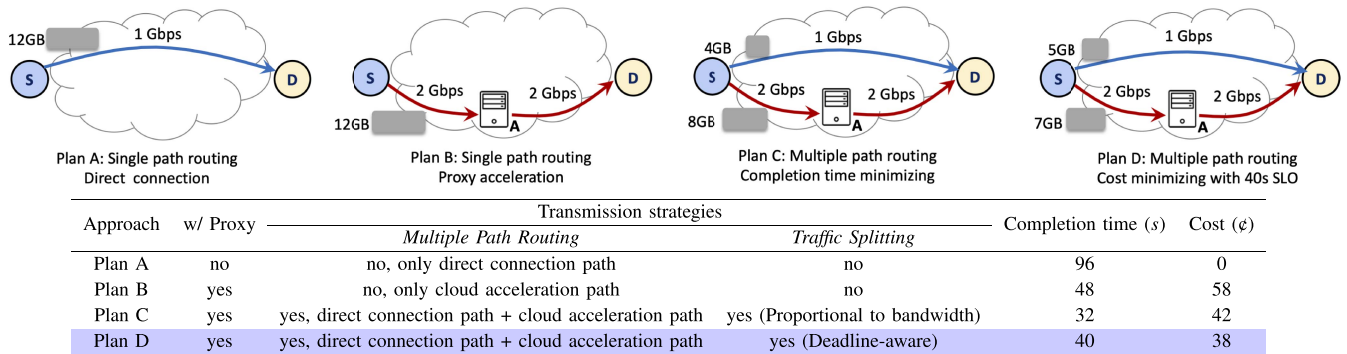 12GB
1 Gbps
S
D
Plan A: Single path routing
Direct connection
S
D
2 Gbps
2 Gbps
12GB
A
Plan B: Single path routing
Proxy acceleration
4GB
1 Gbps
S
D
2 Gbps
2 Gbps
8GB
A
Plan C: Multiple path routing
Completion time minimizing
5GB
1 Gbps
S
D
2 Gbps
2 Gbps
7GB
A
Plan D: Multiple path routing
Cost minimizing with 40s SLO
Approach w/ Proxy Transmission strategies Completion time (s) Cost (¢)
Multiple Path Routing Traffic Splitting
Plan A no no, only direct connection path no 96 0
Plan B yes no, only cloud acceleration path no 48 58
Plan C yes yes, direct connection path + cloud acceleration path yes (Proportional to bandwidth) 32 42
Plan D yes yes, direct connection path + cloud acceleration path yes (Deadline-aware) 40 38